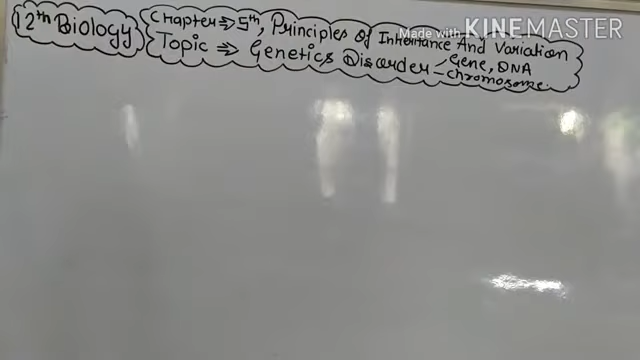 12th Biology
Chapter ⇒ 5th, Principles of Inheritance And Variation
Topic ⇒ Genetics Disorder - Gene, DNA
- Chromosome
Made with KINEMASTER